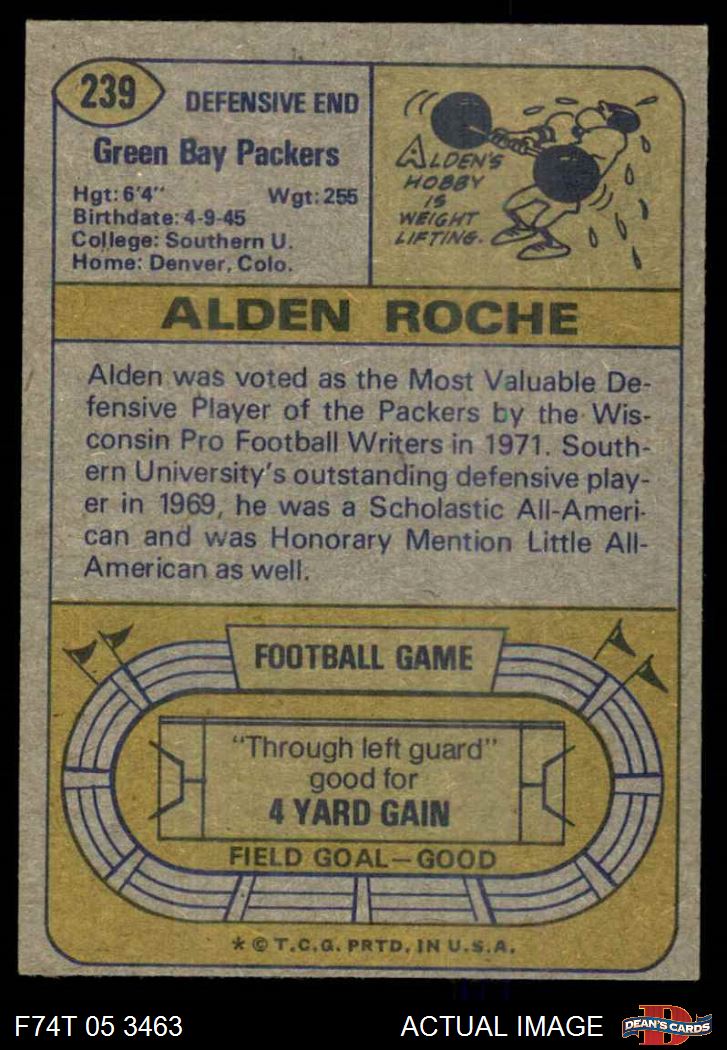 239
DEFENSIVE END
Green Bay Packers
Hgt: 6'4" Wgt: 255
Birthdate: 4-9-45
College: Southern U.
Home: Denver, Colo.
ALDEN'S
HOBBY
IS
WEIGHT
LIFTING.
ALDEN ROCHE
Alden was voted as the Most Valuable De-
fensive Player of the Packers by the Wis-
consin Pro Football Writers in 1971. South-
ern University's outstanding defensive play-
er in 1969, he was a Scholastic All-Ameri-
can and was Honorary Mention Little All-
American as well.
FOOTBALL GAME
"Through left guard"
good for
4 YARD GAIN
FIELD GOAL—GOOD
* © T.C.G. PRTD. IN U.S.A.
F74T 05 3463 ACTUAL IMAGE
D
DEAN'S CARDS